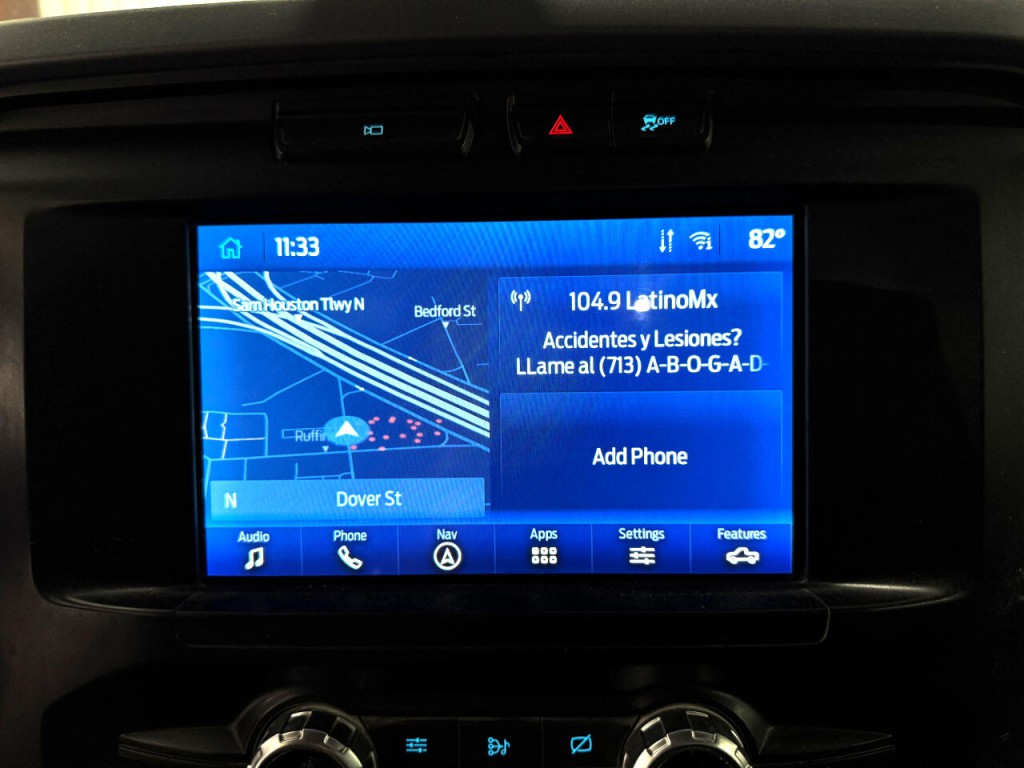 OFF
11:33
82°
Sam Houston Tlwy N
Bedford St
104.9 LatinoMx
Accidentes y Lesiones?
LLame al (713) A-B-O-G-A-D-
Add Phone
N
Dover St
Audio
Phone
Nav
Apps
Settings
Features